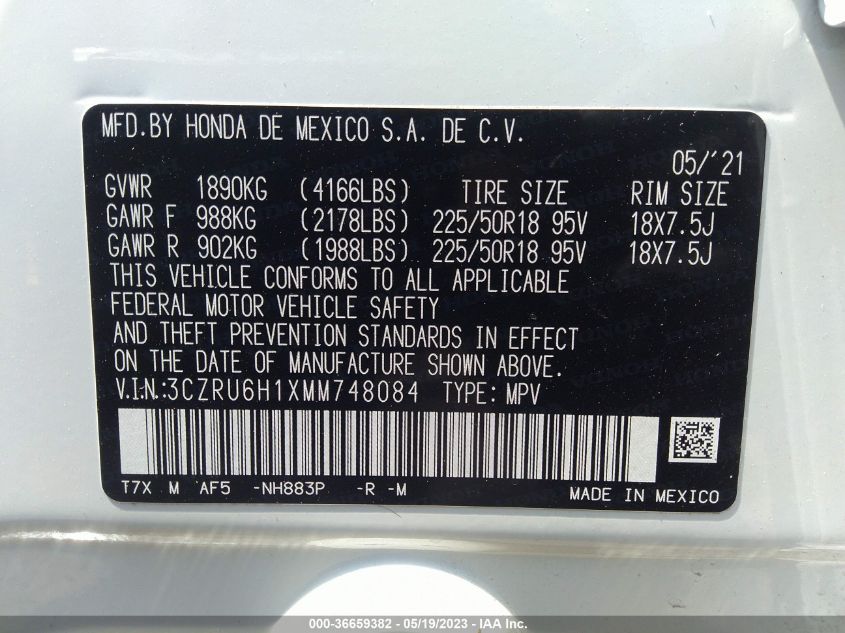 MFD.BY HONDA DE MEXICO S.A. DE C.V.
05/'21
GVWR 1890KG (4166LBS) TIRE SIZE RIM SIZE
GAWR F 988KG (2178LBS) 225/50R18 95V 18X7.5J
GAWR R 902KG (1988LBS) 225/50R18 95V 18X7.5J
THIS VEHICLE CONFORMS TO ALL APPLICABLE
FEDERAL MOTOR VEHICLE SAFETY
AND THEFT PREVENTION STANDARDS IN EFFECT
ON THE DATE OF MANUFACTURE SHOWN ABOVE.
V.I.N.:3CZRU6H1XMM748084 TYPE: MPV
T7X M AF5 -NH883P -R -M MADE IN MEXICO
000-36659382 - 05/19/2023 - IAA Inc.